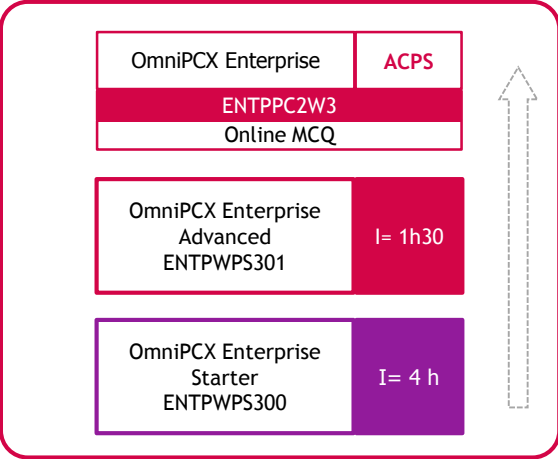 OmniPCX Enterprise
ACPS
ENTPPC2W3
Online MCQ
OmniPCX Enterprise
Advanced
ENTPWPS301
I= 1h30
OmniPCX Enterprise
Starter
ENTPWPS300
I= 4 h